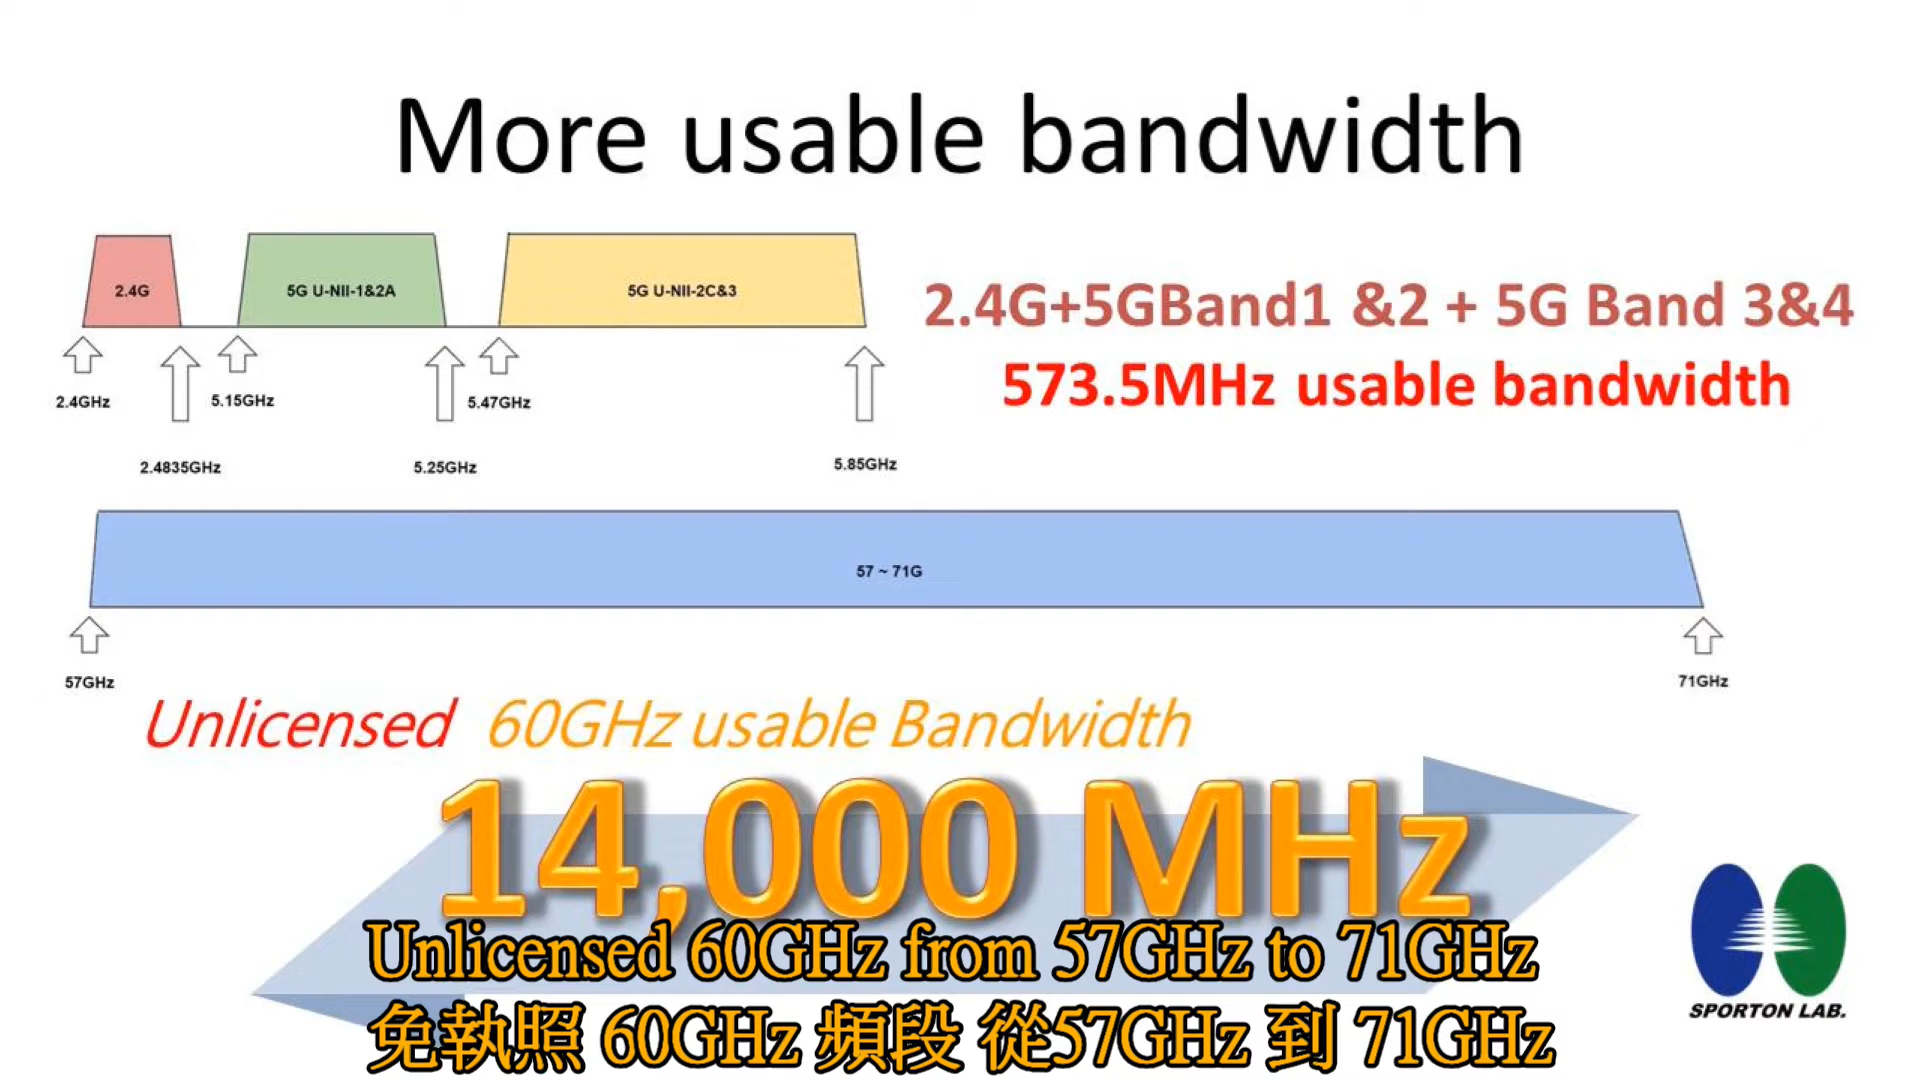 More usable bandwidth
2.4G
5G U-NII-1&2A
5G U-NII-2C&3
2.4G+5GBand1 &2 + 5G Band 3&4
573.5MHz usable bandwidth
2.4GHz
5.15GHz
5.47GHz
2.4835GHz
5.25GHz
5.85GHz
57 ~ 71G
57GHz
71GHz
Unlicensed 60GHz usable Bandwidth
14,000 MHz
Unlicensed 60GHz from 57GHz to 71GHz
免執照 60GHz 頻段 從57GHz 到 71GHz
SPORTON LAB.